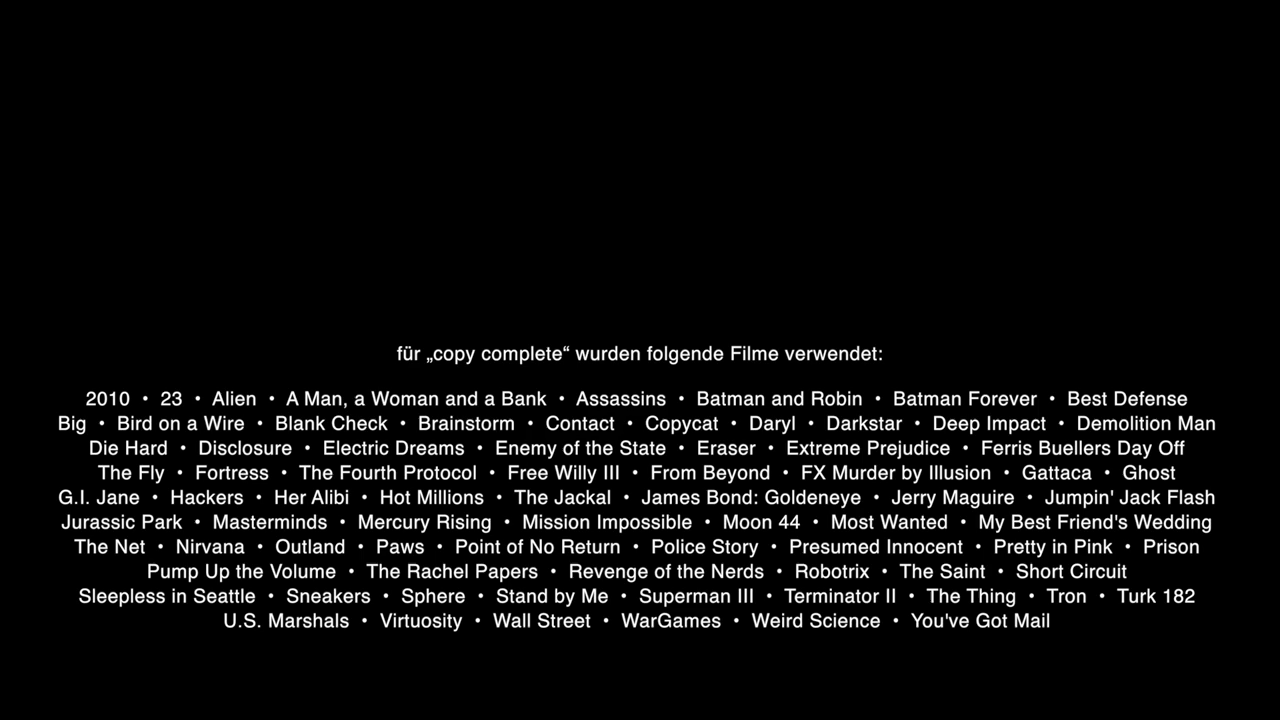 für „copy complete“ wurden folgende Filme verwendet:
2010 • 23 • Alien • A Man, a Woman and a Bank • Assassins • Batman and Robin • Batman Forever • Best Defense
Big • Bird on a Wire • Blank Check • Brainstorm • Contact • Copycat • Daryl • Darkstar • Deep Impact • Demolition Man
Die Hard • Disclosure • Electric Dreams • Enemy of the State • Eraser • Extreme Prejudice • Ferris Buellers Day Off
The Fly • Fortress • The Fourth Protocol • Free Willy III • From Beyond • FX Murder by Illusion • Gattaca • Ghost
G.I. Jane • Hackers • Her Alibi • Hot Millions • The Jackal • James Bond: Goldeneye • Jerry Maguire • Jumpin' Jack Flash
Jurassic Park • Masterminds • Mercury Rising • Mission Impossible • Moon 44 • Most Wanted • My Best Friend's Wedding
The Net • Nirvana • Outland • Paws • Point of No Return • Police Story • Presumed Innocent • Pretty in Pink • Prison
Pump Up the Volume • The Rachel Papers • Revenge of the Nerds • Robotrix • The Saint • Short Circuit
Sleepless in Seattle • Sneakers • Sphere • Stand by Me • Superman III • Terminator II • The Thing • Tron • Turk 182
U.S. Marshals • Virtuosity • Wall Street • WarGames • Weird Science • You've Got Mail